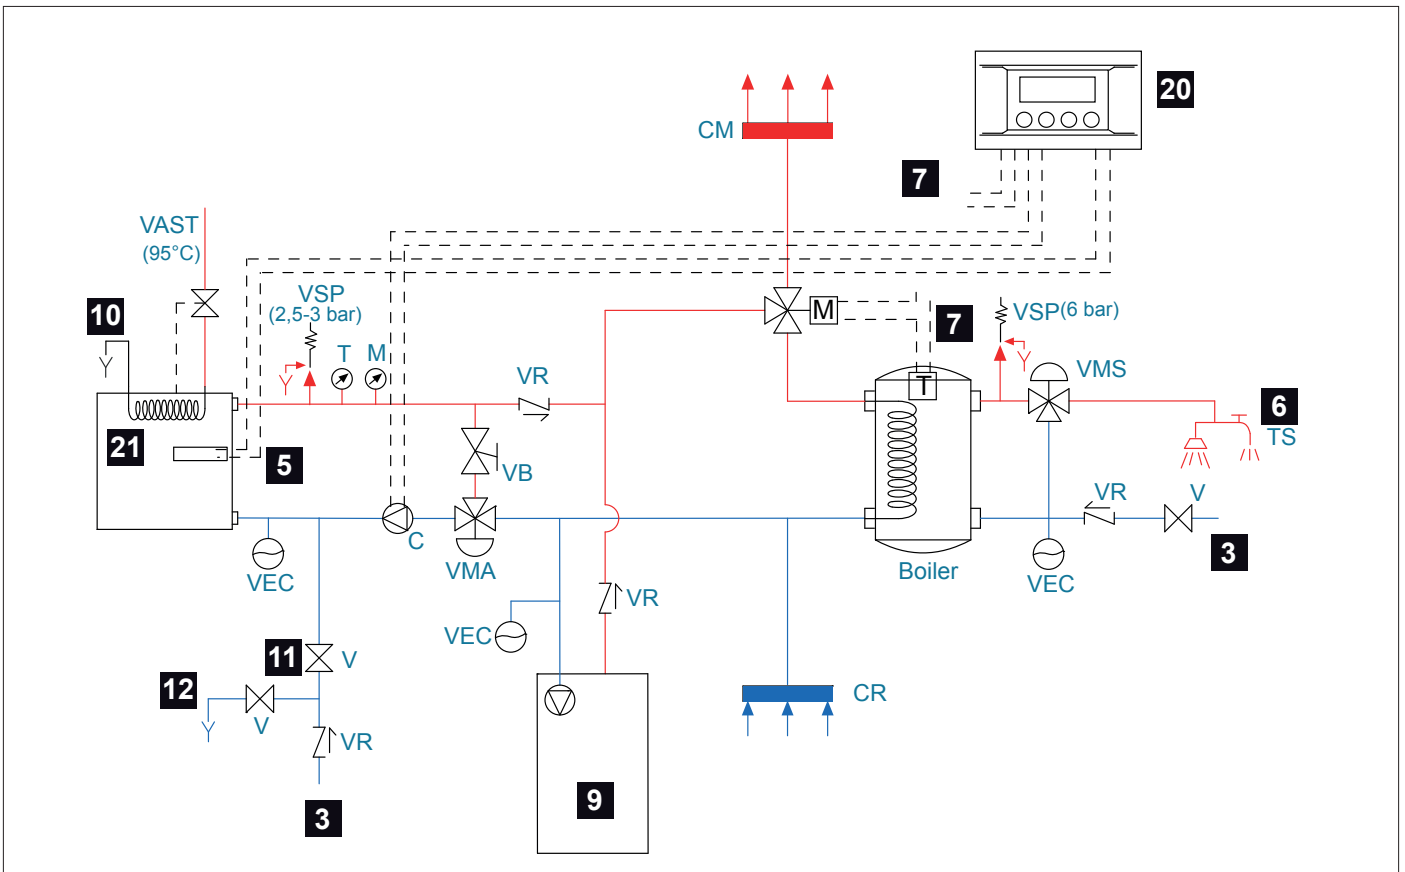 20
CM
7
VAST
(95°C)
10
VSP
(2,5-3 bar)
T
M
VR
M
7
VSP (6 bar)
VMS
T
6
TS
21
5
VB
VR
V
3
C
VMA
VEC
Boiler
VEC
VR
VEC
11
V
12
V
VR
CR
9
3